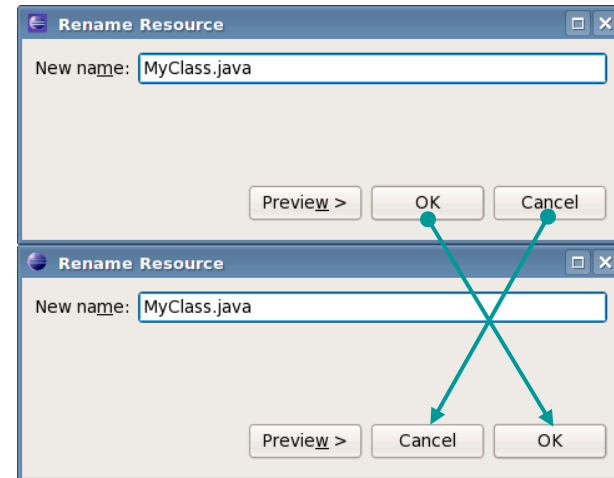 Rename Resource
New name: MyClass.java
Preview > OK Cancel
Rename Resource
New name: MyClass.java
Preview > Cancel OK